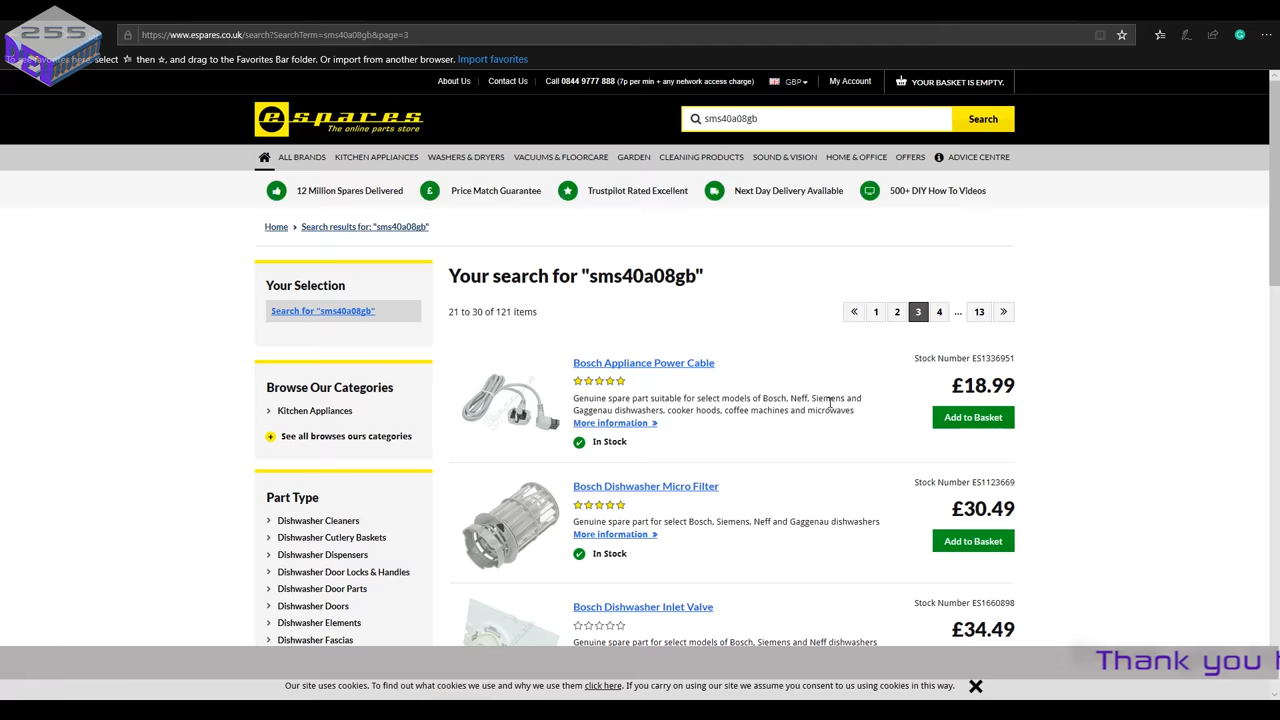 255
https://www.espares.co.uk/search?SearchTerm=sms40a08gb&page=3
To see favorites here, select ☆ then ☆, and drag to the Favorites Bar folder. Or import from another browser. Import favorites
About Us Contact Us Call 0844 9777 888 (7p per min + any network access charge) GBP My Account YOUR BASKET IS EMPTY.
espares
The online parts store
sms40a08gb Search
ALL BRANDS KITCHEN APPLIANCES WASHERS & DRYERS VACUUMS & FLOORCARE GARDEN CLEANING PRODUCTS SOUND & VISION HOME & OFFICE OFFERS ADVICE CENTRE
12 Million Spares Delivered £ Price Match Guarantee Trustpilot Rated Excellent Next Day Delivery Available 500+ DIY How To Videos
Home › Search results for: "sms40a08gb"
Your Selection
Search for "sms40a08gb"
Browse Our Categories
Kitchen Appliances
See all browses ours categories
Part Type
Dishwasher Cleaners
Dishwasher Cutlery Baskets
Dishwasher Dispensers
Dishwasher Door Locks & Handles
Dishwasher Door Parts
Dishwasher Doors
Dishwasher Elements
Dishwasher Fascias
Your search for "sms40a08gb"
21 to 30 of 121 items « 1 2 3 4 ... 13 »
Bosch Appliance Power Cable
Genuine spare part suitable for select models of Bosch, Neff, Siemens and
Gaggenau dishwashers, cooker hoods, coffee machines and microwaves
More information »
In Stock
Stock Number ES1336951
£18.99
Add to Basket
Bosch Dishwasher Micro Filter
Genuine spare part for select Bosch, Siemens, Neff and Gaggenau dishwashers
More information »
In Stock
Stock Number ES1123669
£30.49
Add to Basket
Bosch Dishwasher Inlet Valve
Genuine spare part for select models of Bosch, Siemens and Neff dishwashers
Stock Number ES1660898
£34.49
Thank you
Our site uses cookies. To find out what cookies we use and why we use them click here. If you carry on using our site we assume you consent to us using cookies in this way.